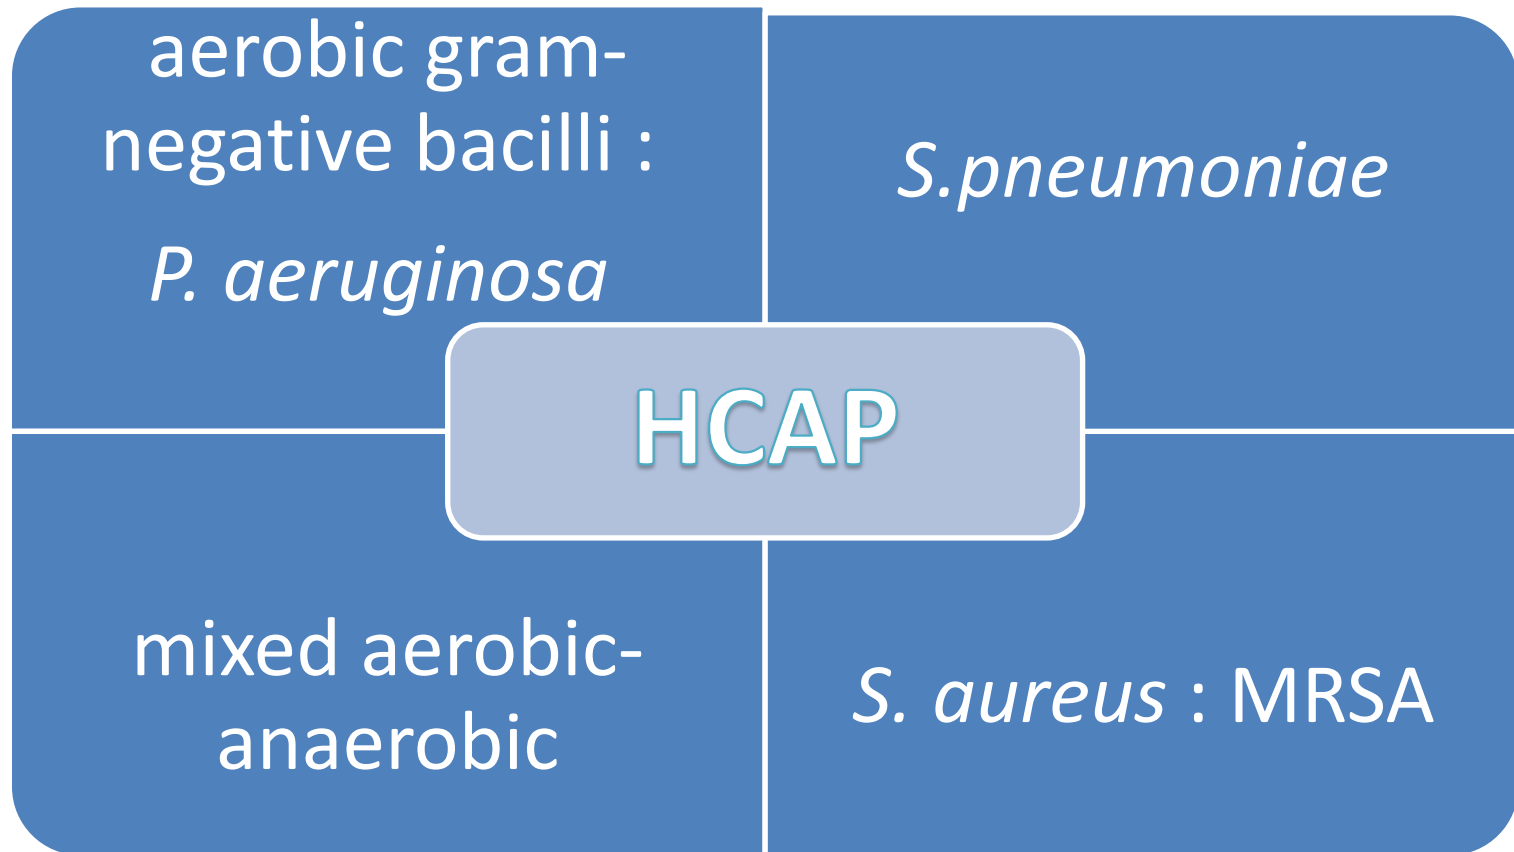 aerobic gram-
negative bacilli :
P. aeruginosa
S.pneumoniae
HCAP
mixed aerobic-
anaerobic
S. aureus : MRSA